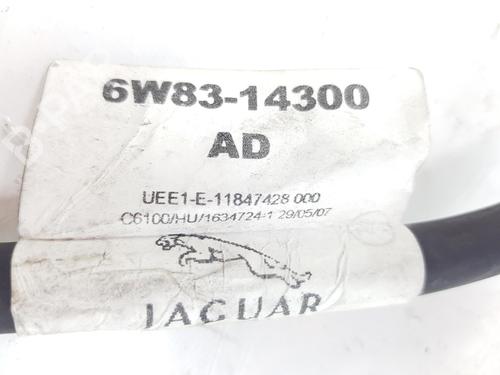 6W83-14300
AD
UEE1-E-11847428 000
C6100/HU/1634724-1 29/05/07
JAGUAR